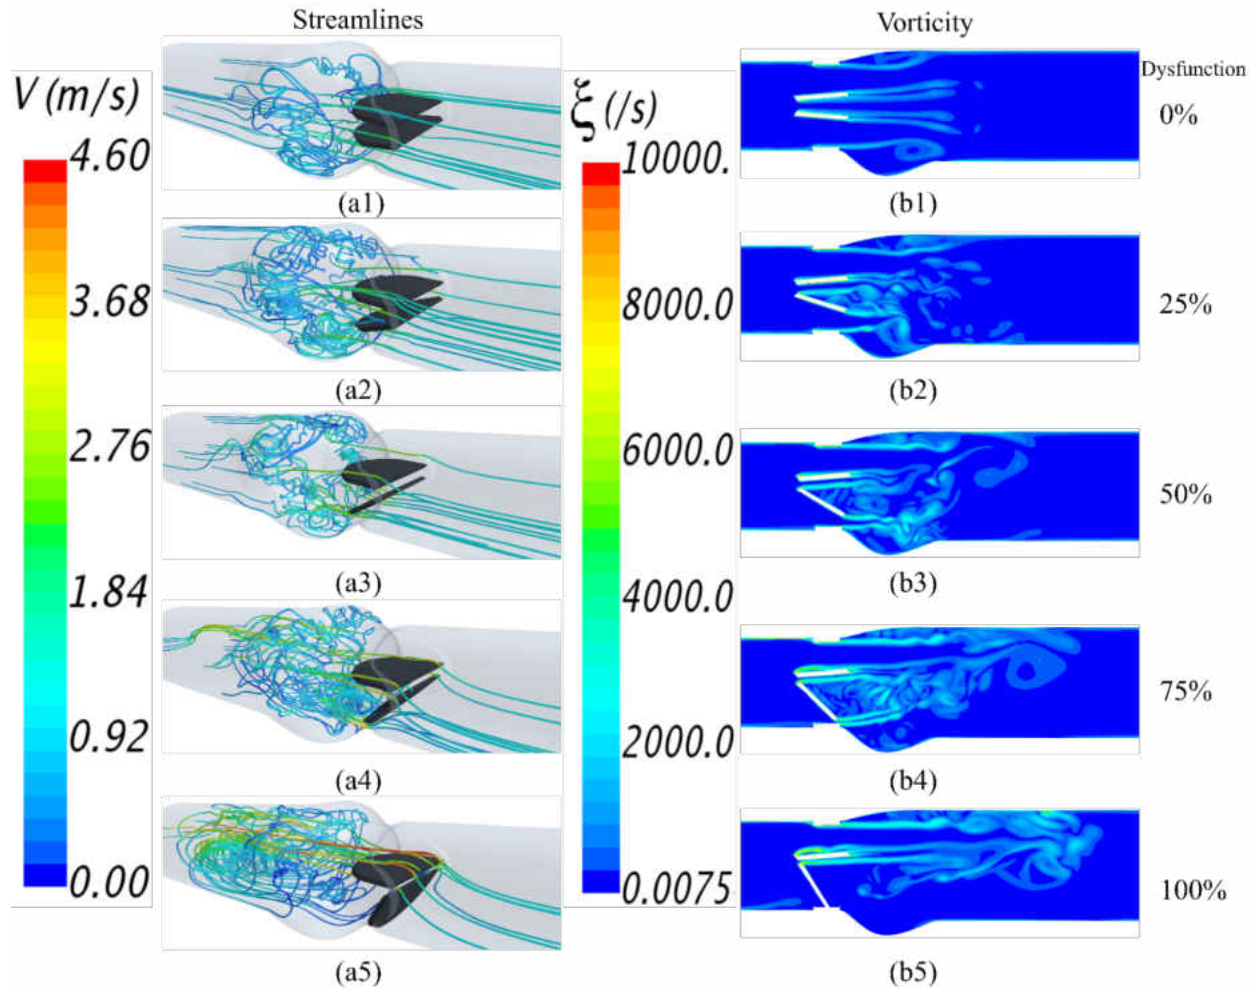 Streamlines
Vorticity
V (m/s)
ξ (/s)
Dysfunction
4.60
3.68
2.76
1.84
0.92
0.00
10000.
8000.0
6000.0
4000.0
2000.0
0.0075
0%
(a1)
(b1)
25%
(a2)
(b2)
50%
(a3)
(b3)
75%
(a4)
(b4)
100%
(a5)
(b5)